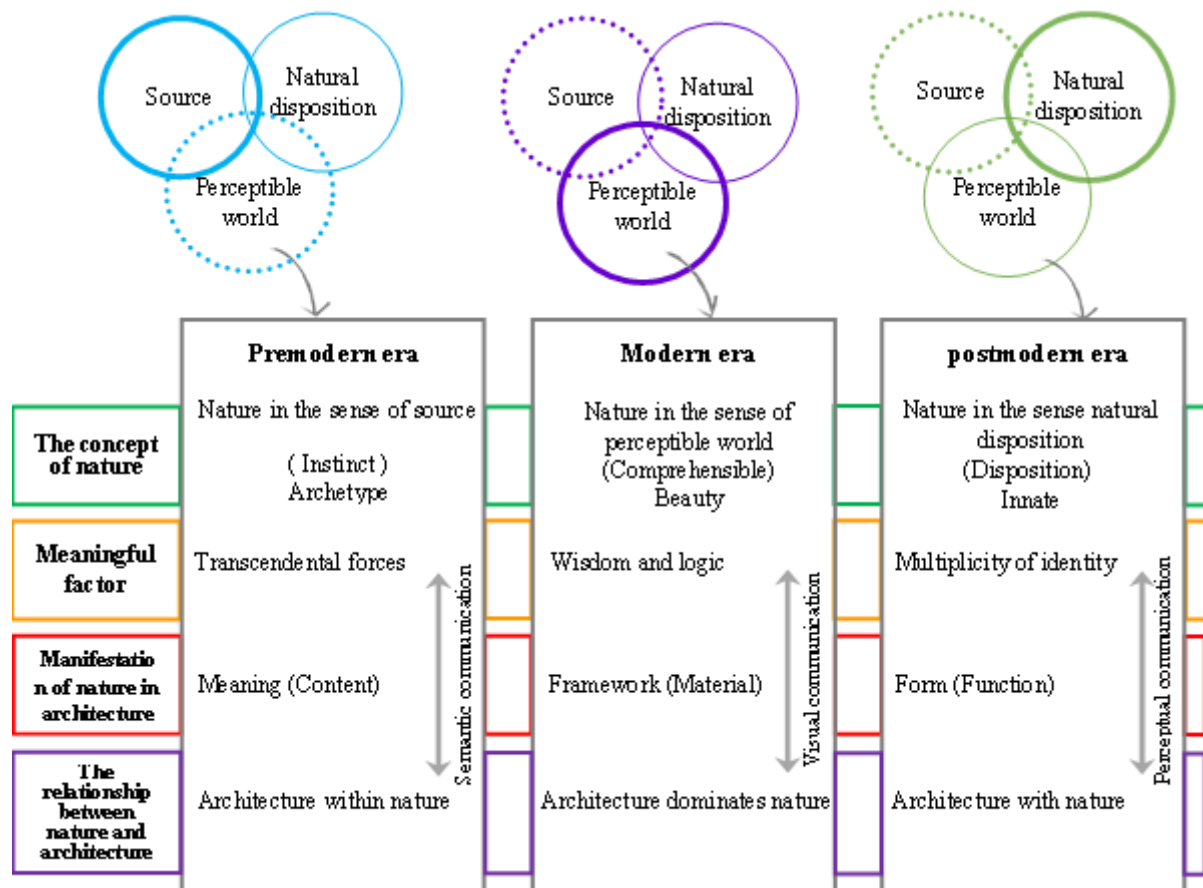 Source
Natural
disposition
Perceptible
world
Source
Natural
disposition
Perceptible
world
Source
Natural
disposition
Perceptible
world
Premodern era
Modern era
postmodern era
The concept
of nature
Nature in the sense of source
( Instinct )
Archetype
Nature in the sense of
perceptible world
(Comprehensible)
Beauty
Nature in the sense natural
disposition
(Disposition)
Innate
Meaningful
factor
Transcendental forces
Wisdom and logic
Multiplicity of identity
Manifestatio
n of nature in
architecture
Meaning (Content)
Framework (Material)
Form (Function)
Semantic communication
Visual communication
Perceptual communication
The
relationship
between
nature and
architecture
Architecture within nature
Architecture dominates nature
Architecture with nature